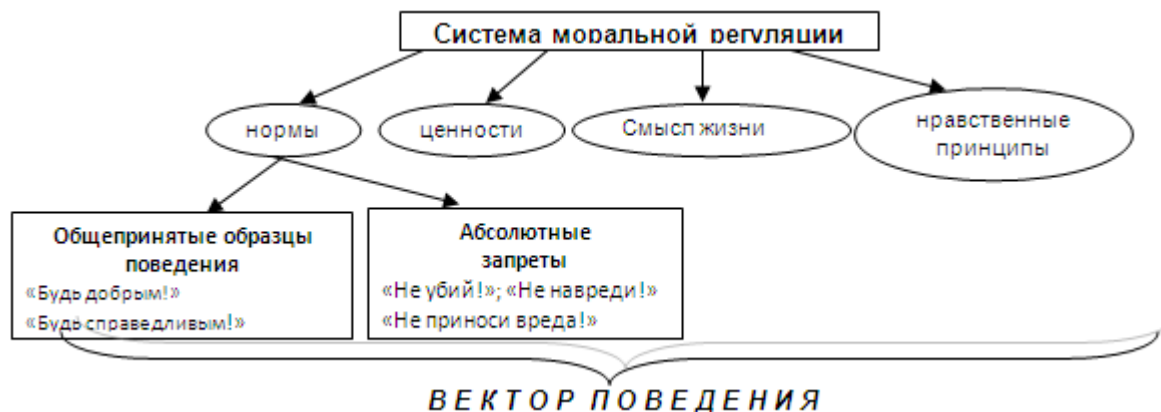 Система моральной регуляции
нормы
ценности
Смысл жизни
нравственные
принципы
Общепринятые образцы
поведения
«Будь добрым!»
«Будь справедливым!»
Абсолютные
запреты
«Не убий!»; «Не навреди!»
«Не приноси вреда!»
ВЕКТОР ПОВЕДЕНИЯ